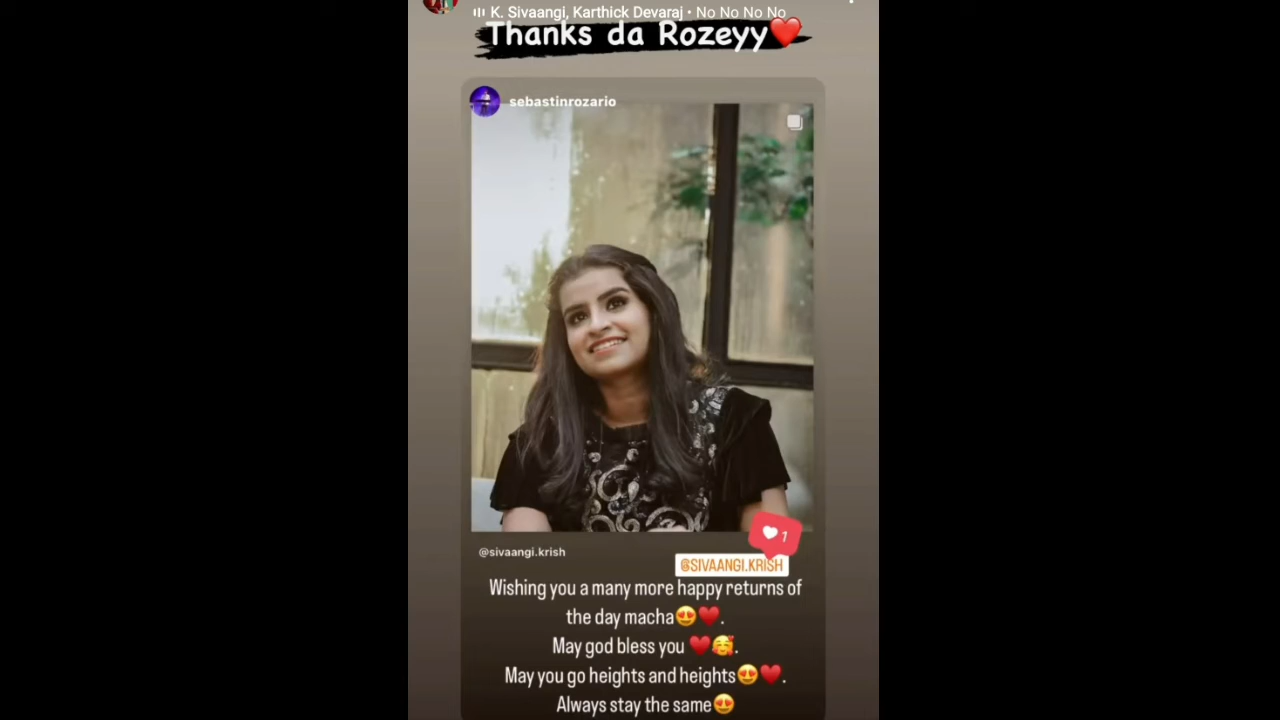 K. Sivaangi, Karthick Devaraj • No No No No
Thanks da Rozeyy❤️
sebastinrozario
1
@sivaangi.krish
@SIVAANGI.KRISH
Wishing you a many more happy returns of
the day macha😍♥️.
May god bless you ♥️🥰.
May you go heights and heights😍♥️.
Always stay the same😍